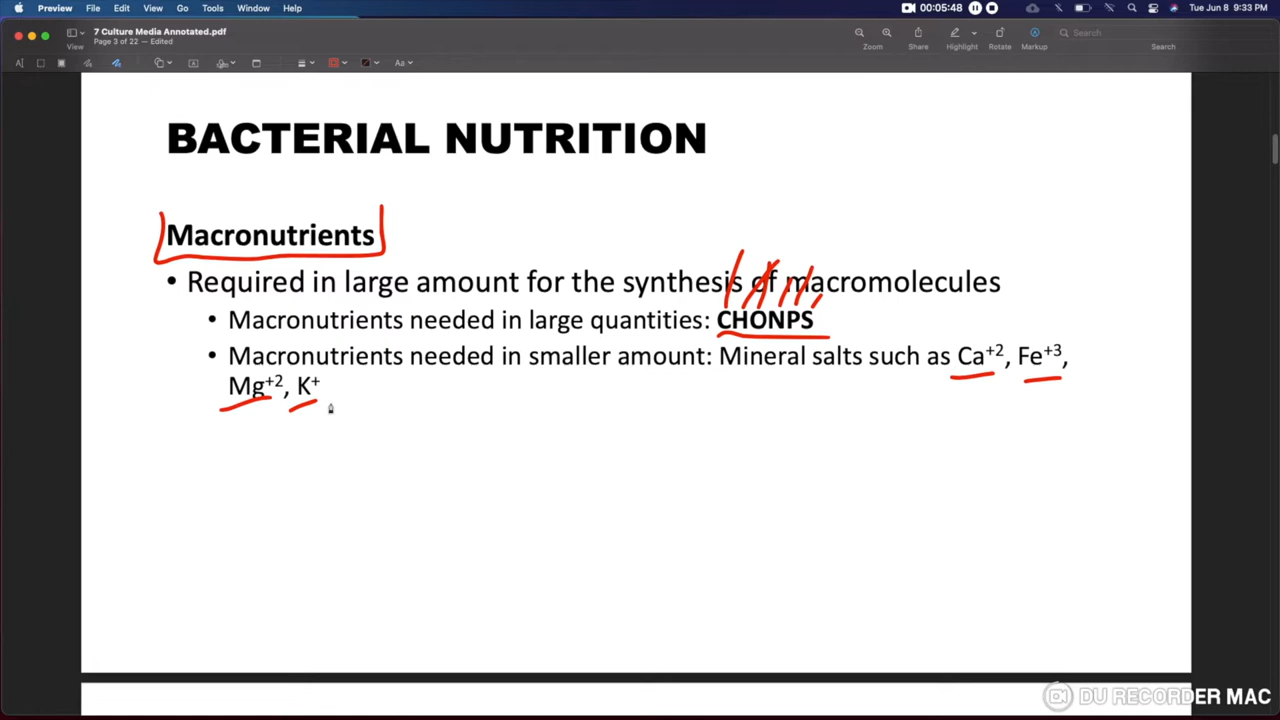 Preview File Edit View Go Tools Window Help 00:05:48 Tue Jun 8 9:33 PM
7 Culture Media Annotated.pdf
Page 3 of 22 — Edited
View Zoom Share Highlight Rotate Markup Search
Search
Aa
BACTERIAL NUTRITION
Macronutrients
• Required in large amount for the synthesis of macromolecules
• Macronutrients needed in large quantities: CHONPS
• Macronutrients needed in smaller amount: Mineral salts such as Ca+2, Fe+3,
Mg+2, K+
DU RECORDER MAC